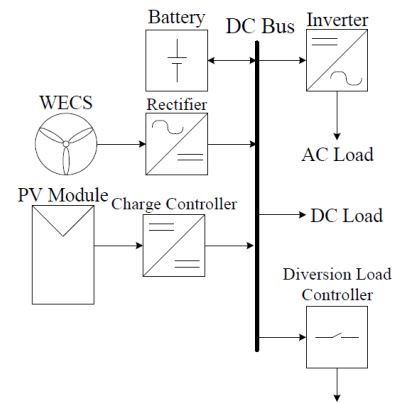 Battery
DC Bus
Inverter
WECS
Rectifier
AC Load
PV Module
Charge Controller
DC Load
Diversion Load
Controller